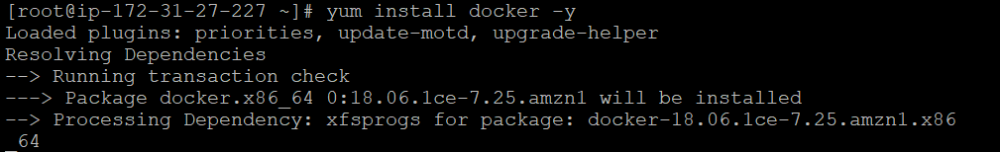 [root@ip-172-31-27-227 ~]# yum install docker -y
Loaded plugins: priorities, update-motd, upgrade-helper
Resolving Dependencies
--> Running transaction check
---> Package docker.x86_64 0:18.06.1ce-7.25.amzn1 will be installed
--> Processing Dependency: xfsprogs for package: docker-18.06.1ce-7.25.amzn1.x86
_64